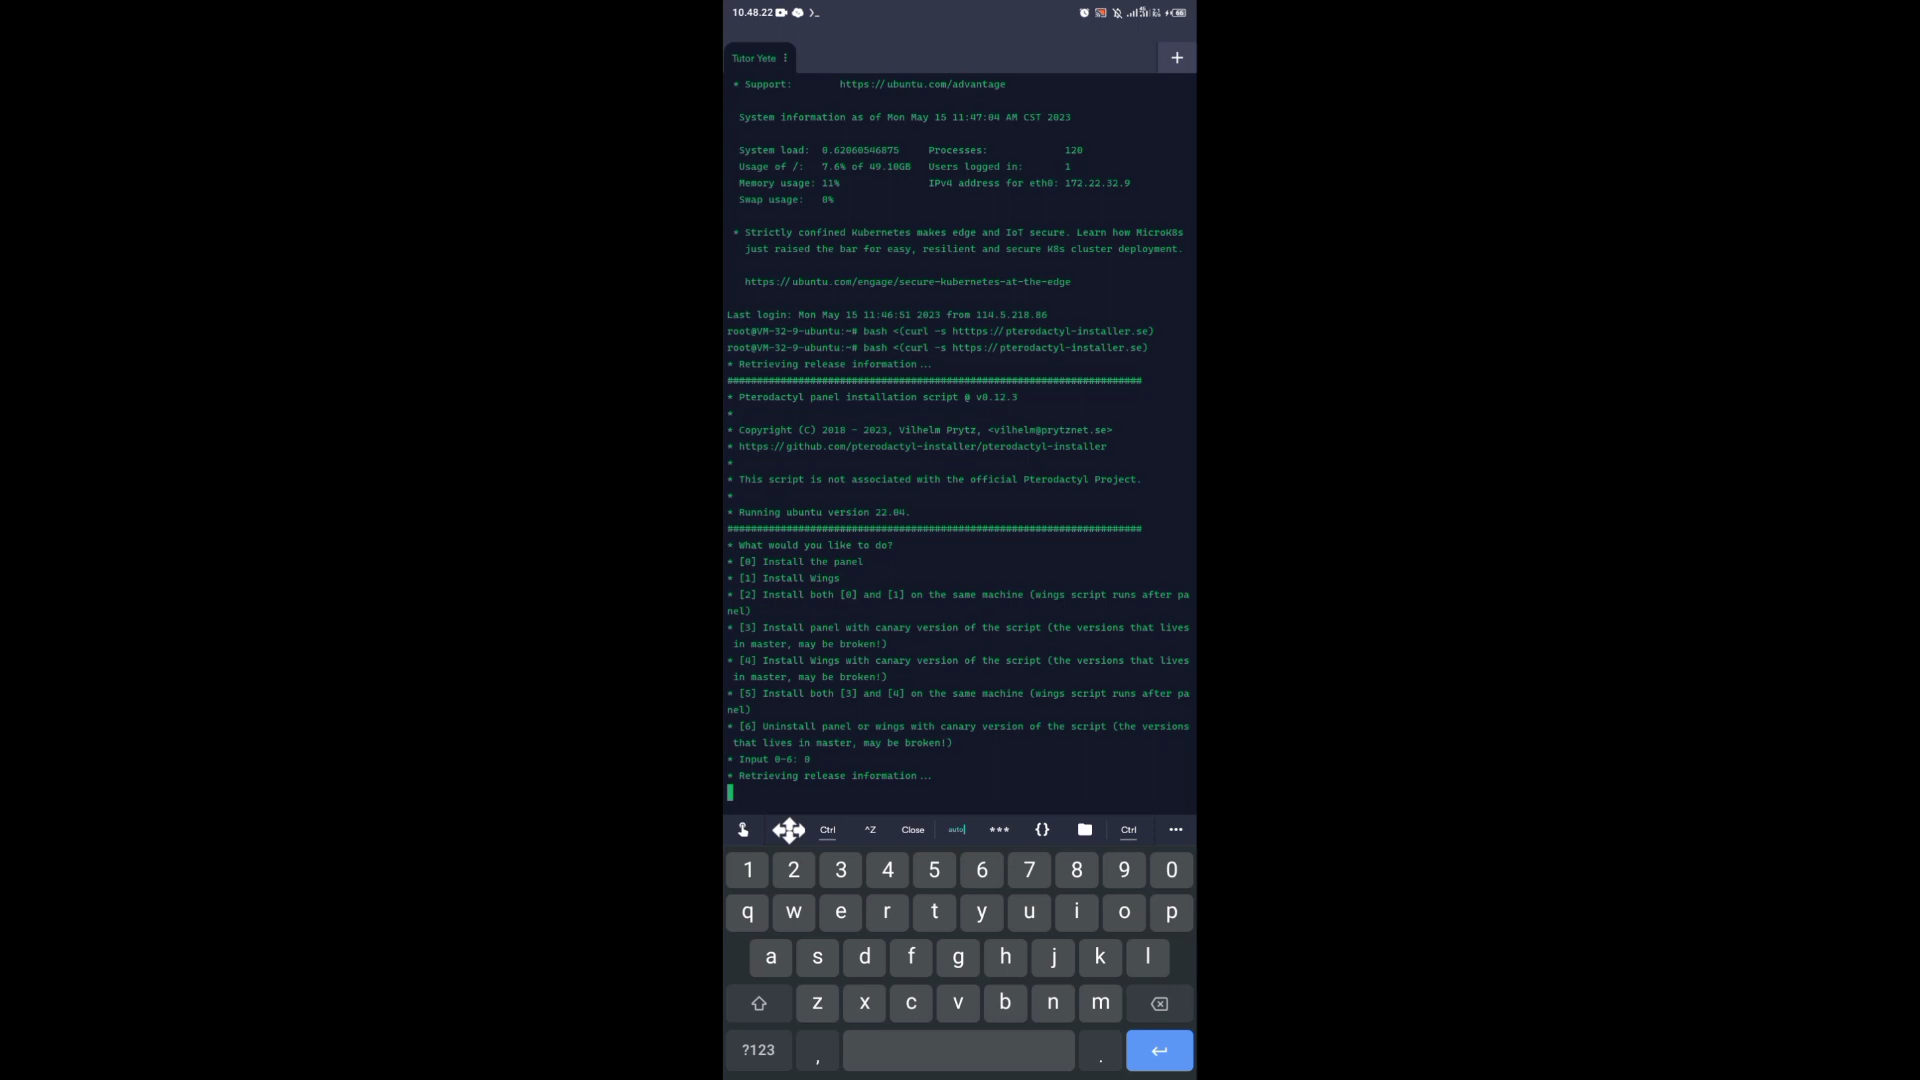 10.48.22
66
Tutor Yete
* Support: https://ubuntu.com/advantage
System information as of Mon May 15 11:47:04 AM CST 2023
System load: 0.62060546875 Processes: 120
Usage of /: 7.6% of 49.10GB Users logged in: 1
Memory usage: 11% IPv4 address for eth0: 172.22.32.9
Swap usage: 0%
* Strictly confined Kubernetes makes edge and IoT secure. Learn how MicroK8s
just raised the bar for easy, resilient and secure K8s cluster deployment.
https://ubuntu.com/engage/secure-kubernetes-at-the-edge
Last login: Mon May 15 11:46:51 2023 from 114.5.218.86
root@VM-32-9-ubuntu:~# bash <(curl -s htttps://pterodactyl-installer.se)
root@VM-32-9-ubuntu:~# bash <(curl -s https://pterodactyl-installer.se)
* Retrieving release information...
######################################################################
* Pterodactyl panel installation script @ v0.12.3
*
* Copyright (C) 2018 - 2023, Vilhelm Prytz, <vilhelm@prytznet.se>
* https://github.com/pterodactyl-installer/pterodactyl-installer
*
* This script is not associated with the official Pterodactyl Project.
*
* Running ubuntu version 22.04.
######################################################################
* What would you like to do?
* [0] Install the panel
* [1] Install Wings
* [2] Install both [0] and [1] on the same machine (wings script runs after pa
nel)
* [3] Install panel with canary version of the script (the versions that lives
in master, may be broken!)
* [4] Install Wings with canary version of the script (the versions that lives
in master, may be broken!)
* [5] Install both [3] and [4] on the same machine (wings script runs after pa
nel)
* [6] Uninstall panel or wings with canary version of the script (the versions
that lives in master, may be broken!)
* Input 0-6: 0
* Retrieving release information...
Ctrl ^Z Close auto *** {} Ctrl
1 2 3 4 5 6 7 8 9 0
q w e r t y u i o p
a s d f g h j k l
z x c v b n m
?123 , .